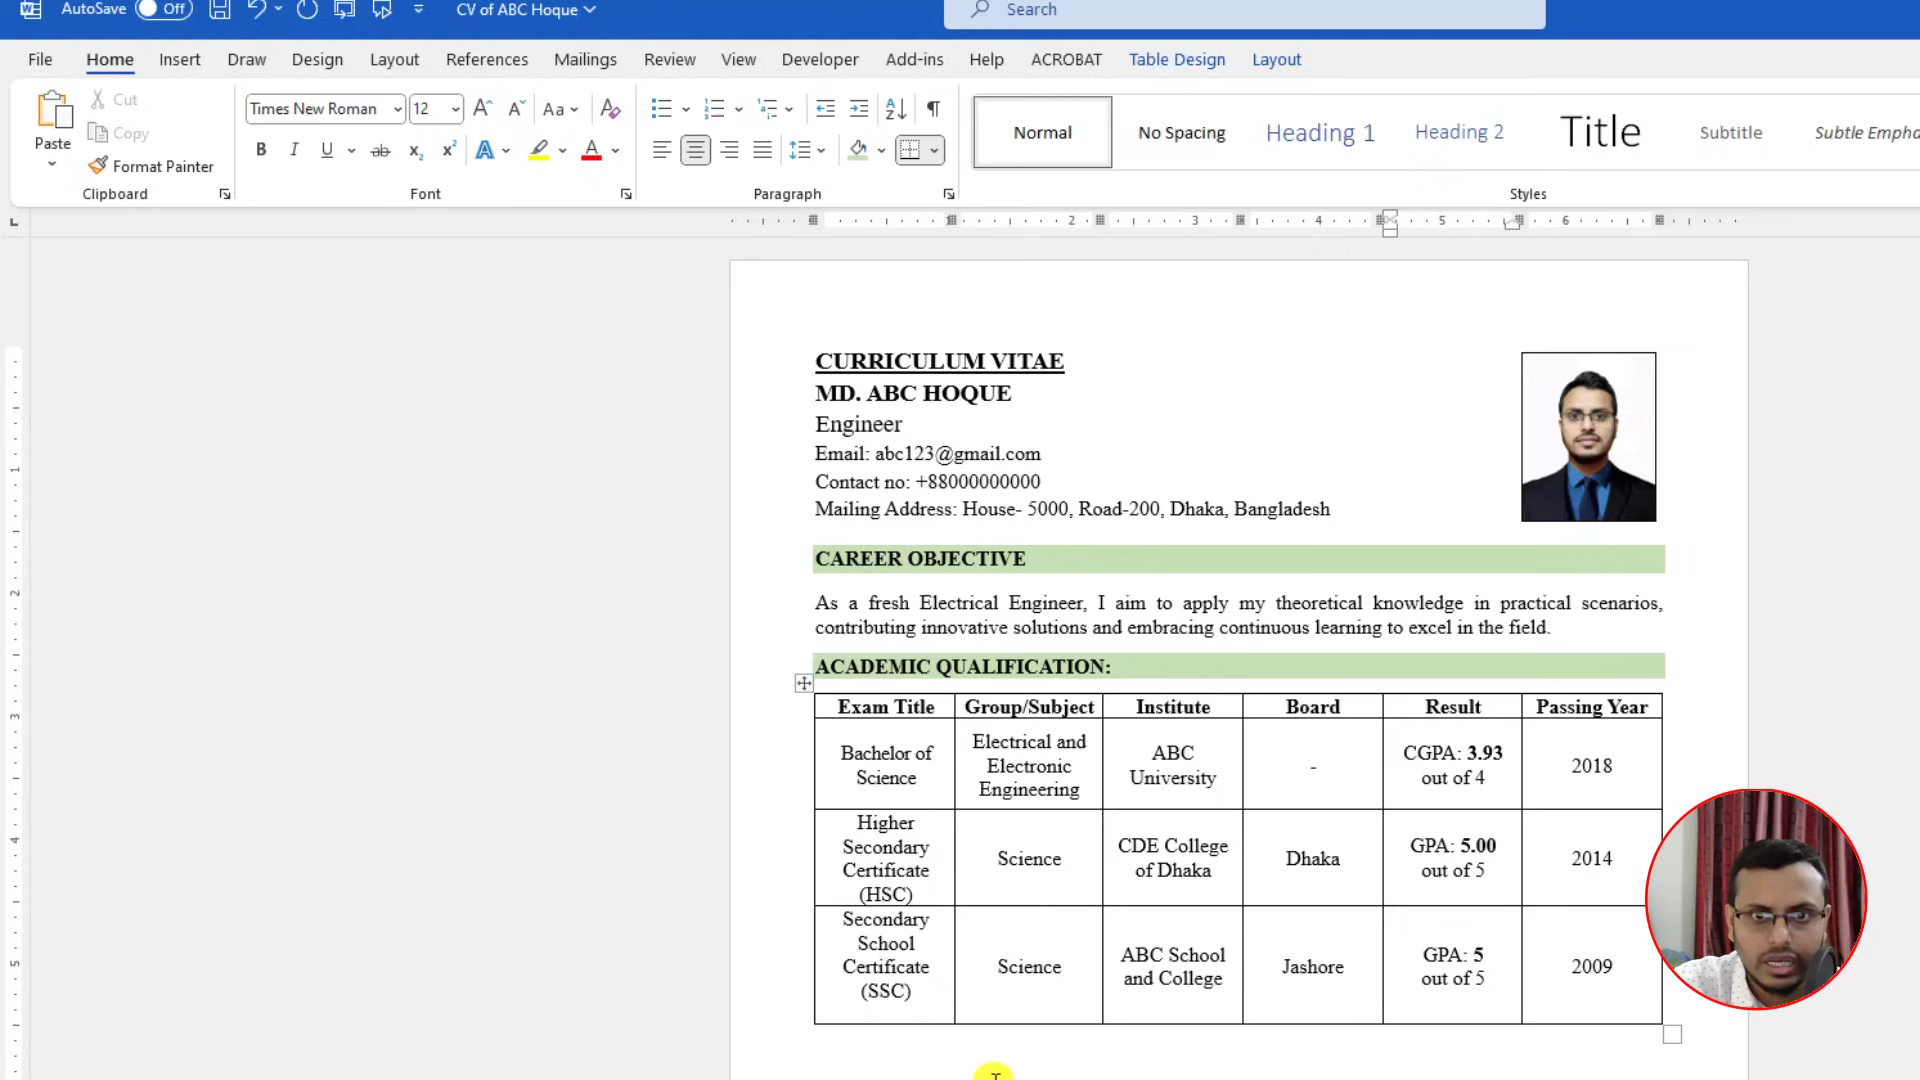 AutoSave Off CV of ABC Hoque Search
File Home Insert Draw Design Layout References Mailings Review View Developer Add-ins Help ACROBAT Table Design Layout
Paste Cut
Copy
Format Painter
Times New Roman 12
Normal No Spacing Heading 1 Heading 2 Title Subtitle Subtle Empha
Clipboard Font Paragraph Styles
1 2 3 4 5 6
CURRICULUM VITAE
MD. ABC HOQUE
Engineer
Email: abc123@gmail.com
Contact no: +88000000000
Mailing Address: House- 5000, Road-200, Dhaka, Bangladesh
CAREER OBJECTIVE
As a fresh Electrical Engineer, I aim to apply my theoretical knowledge in practical scenarios,
contributing innovative solutions and embracing continuous learning to excel in the field.
ACADEMIC QUALIFICATION:
Exam Title Group/Subject Institute Board Result Passing Year
Bachelor of Science Electrical and Electronic Engineering ABC University - CGPA: 3.93 out of 4 2018
Higher Secondary Certificate (HSC) Science CDE College of Dhaka Dhaka GPA: 5.00 out of 5 2014
Secondary School Certificate (SSC) Science ABC School and College Jashore GPA: 5 out of 5 2009